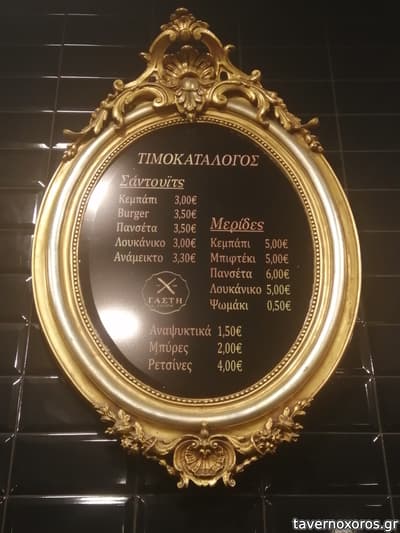 ΤΙΜΟΚΑΤΑΛΟΓΟΣ
Σάντουϊτς
Κεμπάπι 3,00€
Burger 3,50€
Πανσέτα 3,50€
Λουκάνικο 3,00€
Ανάμεικτο 3,30€
Μερίδες
Κεμπάπι 5,00€
Μπιφτέκι 5,00€
Πανσέτα 6,00€
Λουκάνικο 5,00€
Ψωμάκι 0,50€
ΓΑΣΤΗ
Αναψυκτικά 1,50€
Μπύρες 2,00€
Ρετσίνες 4,00€
tavernoxoros.gr